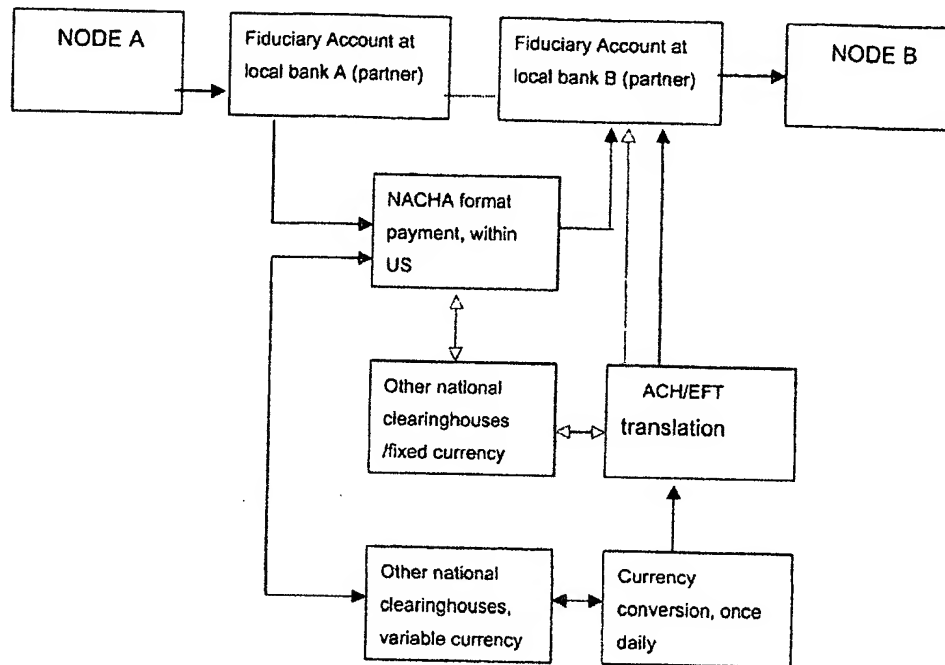 NODE A
Fiduciary Account at
local bank A (partner)
Fiduciary Account at
local bank B (partner)
NODE B
NACHA format
payment, within
US
Other national
clearinghouses
/fixed currency
ACH/EFT
translation
Other national
clearinghouses,
variable currency
Currency
conversion, once
daily